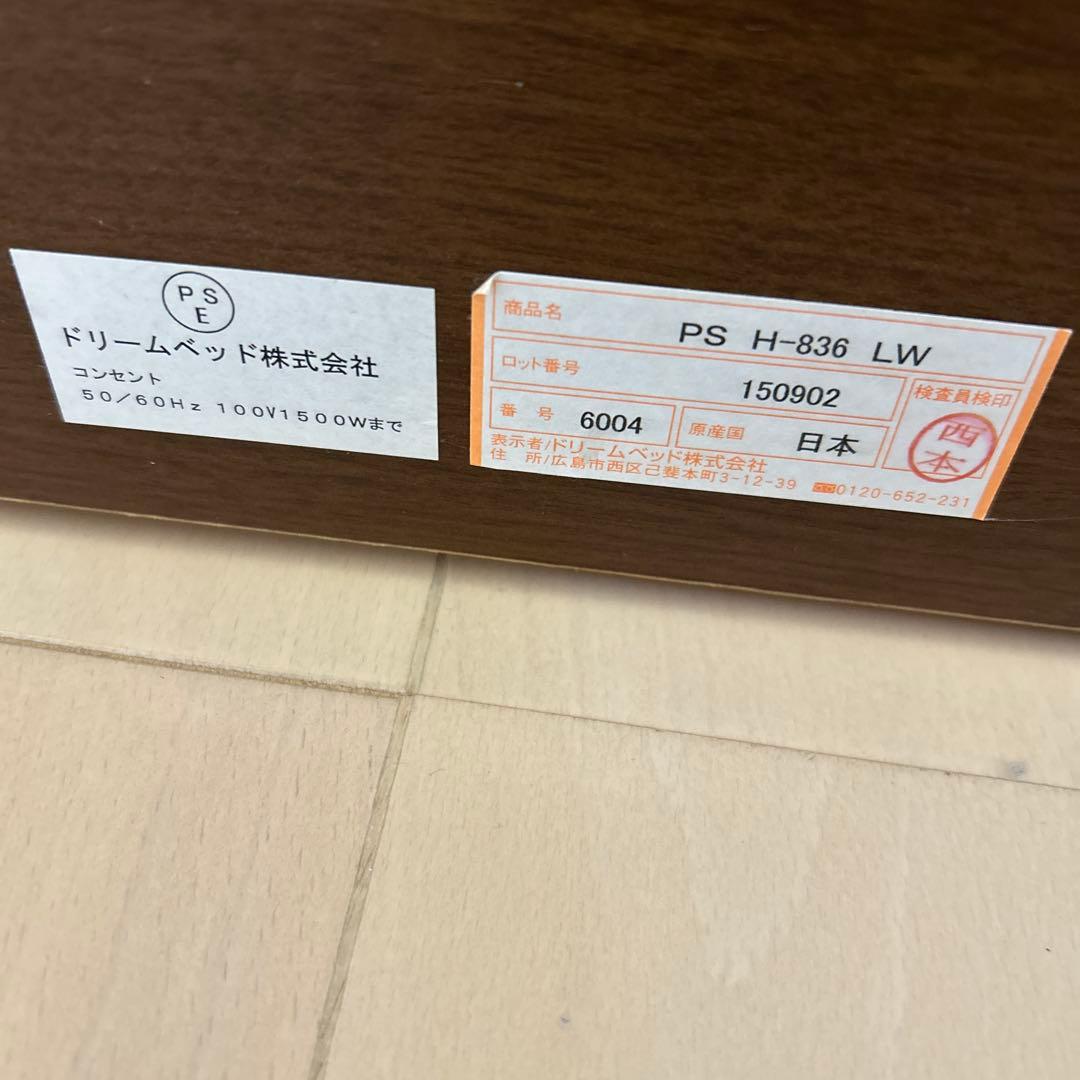 PS
E
ドリームベッド株式会社
コンセント
50/60Hz 100V1500Wまで
商品名 PS H-836 LW
ロット番号 150902
検査員検印
番 号 6004
原産国 日本
西本
表示者/ドリームベッド株式会社
住 所/広島市西区己斐本町3-12-39 ☎0120-652-231